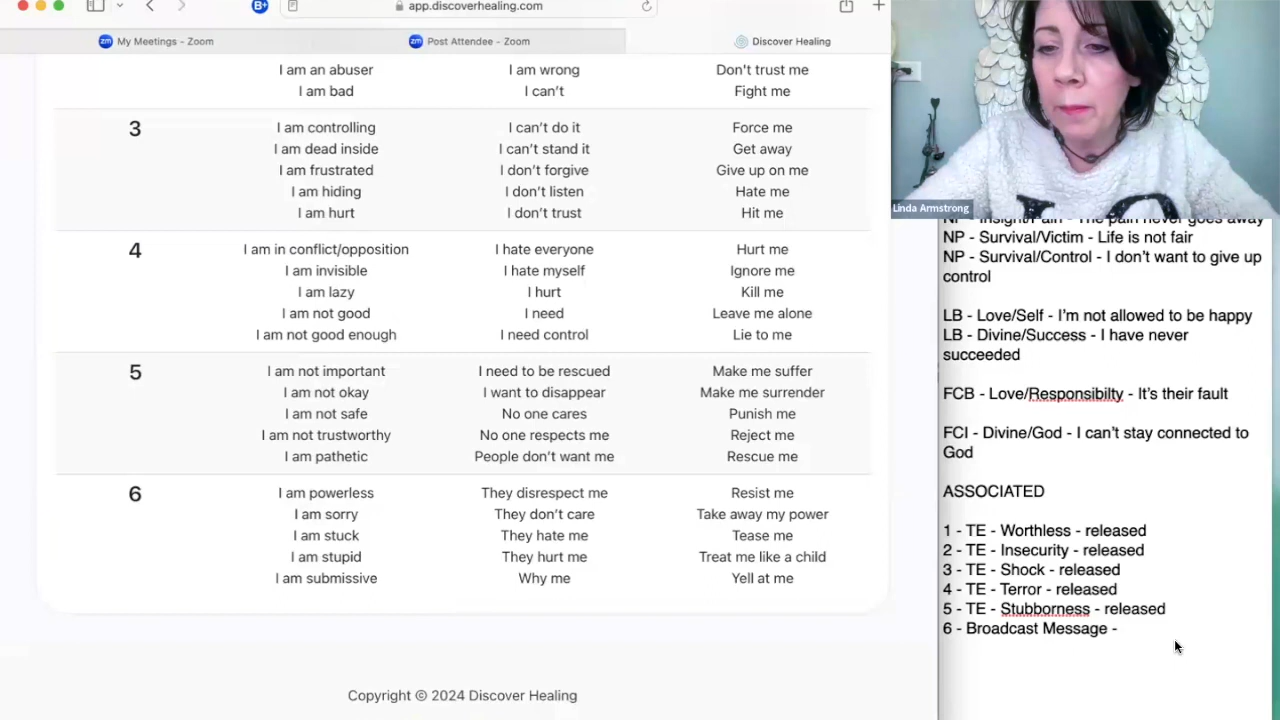 B+
app.discoverhealing.com
zm My Meetings - Zoom
zm Post Attendee - Zoom
Discover Healing
I am an abuser I am wrong Don't trust me
I am bad I can't Fight me
3 I am controlling I can't do it Force me
I am dead inside I can't stand it Get away
I am frustrated I don't forgive Give up on me
I am hiding I don't listen Hate me
I am hurt I don't trust Hit me
4 I am in conflict/opposition I hate everyone Hurt me
I am invisible I hate myself Ignore me
I am lazy I hurt Kill me
I am not good I need Leave me alone
I am not good enough I need control Lie to me
5 I am not important I need to be rescued Make me suffer
I am not okay I want to disappear Make me surrender
I am not safe No one cares Punish me
I am not trustworthy No one respects me Reject me
I am pathetic People don't want me Rescue me
6 I am powerless They disrespect me Resist me
I am sorry They don't care Take away my power
I am stuck They hate me Tease me
I am stupid They hurt me Treat me like a child
I am submissive Why me Yell at me
Copyright © 2024 Discover Healing
Linda Armstrong
NP - Insight/Pain - The pain never goes away
NP - Survival/Victim - Life is not fair
NP - Survival/Control - I don't want to give up
control
LB - Love/Self - I'm not allowed to be happy
LB - Divine/Success - I have never
succeeded
FCB - Love/Responsibilty - It's their fault
FCI - Divine/God - I can't stay connected to
God
ASSOCIATED
1 - TE - Worthless - released
2 - TE - Insecurity - released
3 - TE - Shock - released
4 - TE - Terror - released
5 - TE - Stubborness - released
6 - Broadcast Message -